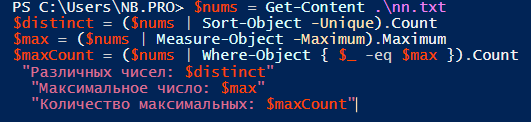 PS C:\Users\NB.PRO> $nums = Get-Content .\nn.txt
$distinct = ($nums | Sort-Object -Unique).Count
$max = ($nums | Measure-Object -Maximum).Maximum
$maxCount = ($nums | Where-Object { $_ -eq $max }).Count
"Различных чисел: $distinct"
"Максимальное число: $max"
"Количество максимальных: $maxCount"